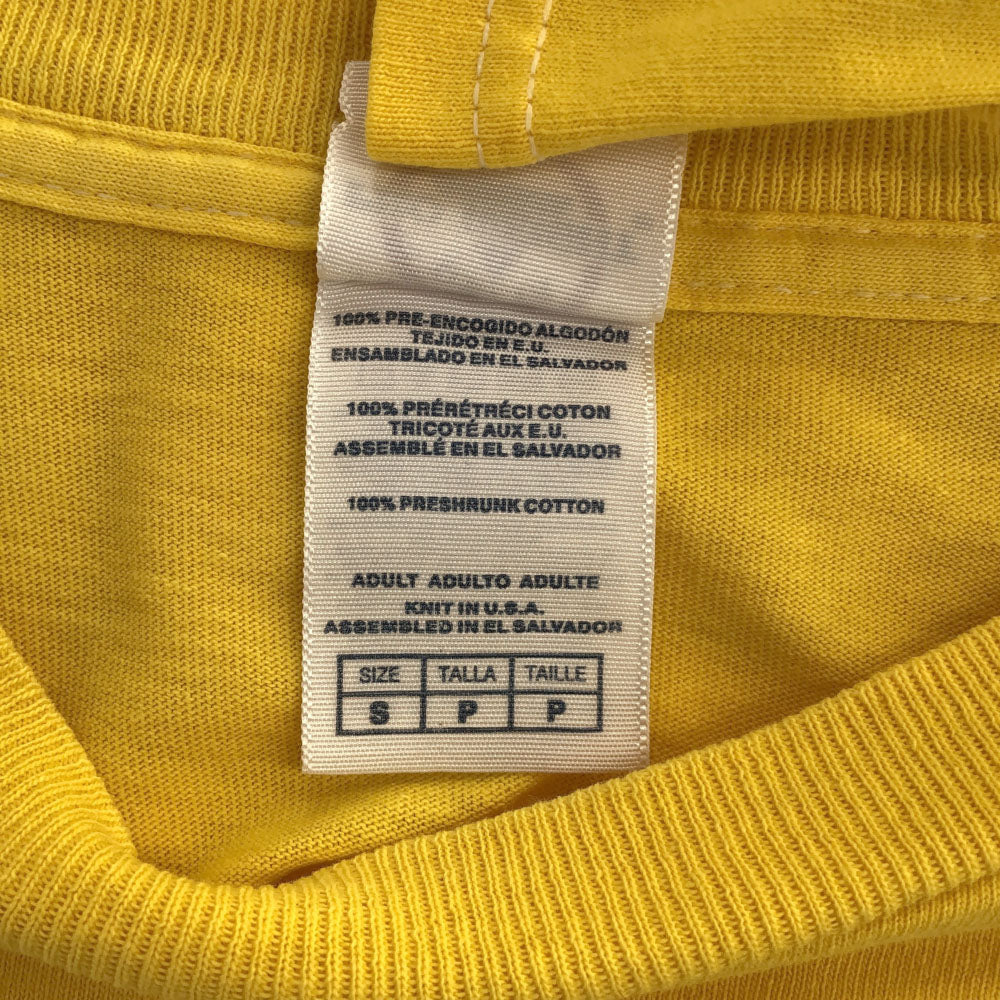 100% PRE-ENCOGIDO ALGODÓN
TEJIDO EN E.U.
ENSAMBLADO EN EL SALVADOR
100% PRÉRÉTRÉCI COTON
TRICOTÉ AUX E.U.
ASSEMBLÉ EN EL SALVADOR
100% PRESHRUNK COTTON
ADULT ADULTO ADULTE
KNIT IN U.S.A.
ASSEMBLED IN EL SALVADOR
SIZE TALLA TAILLE
S P P